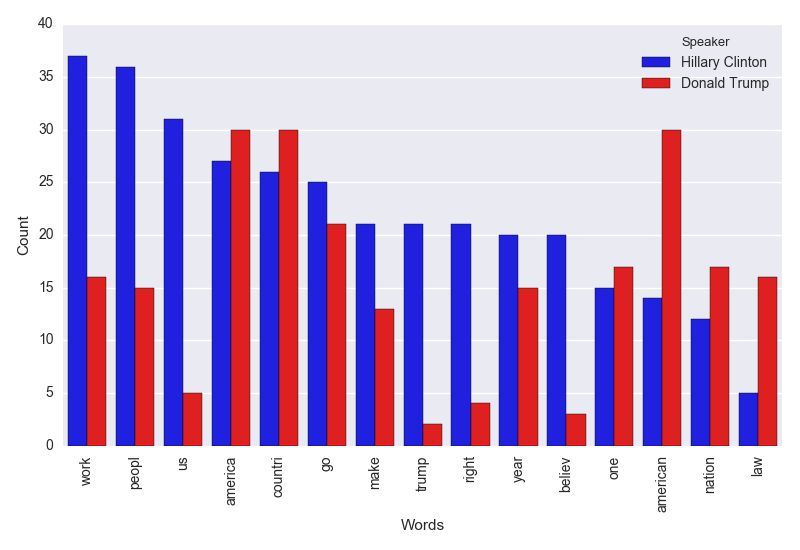 40
35
30
25
20
15
10
5
0
Count
Speaker
Hillary Clinton
Donald Trump
work
peopl
us
america
countri
go
make
trump
right
year
believ
one
american
nation
law
Words